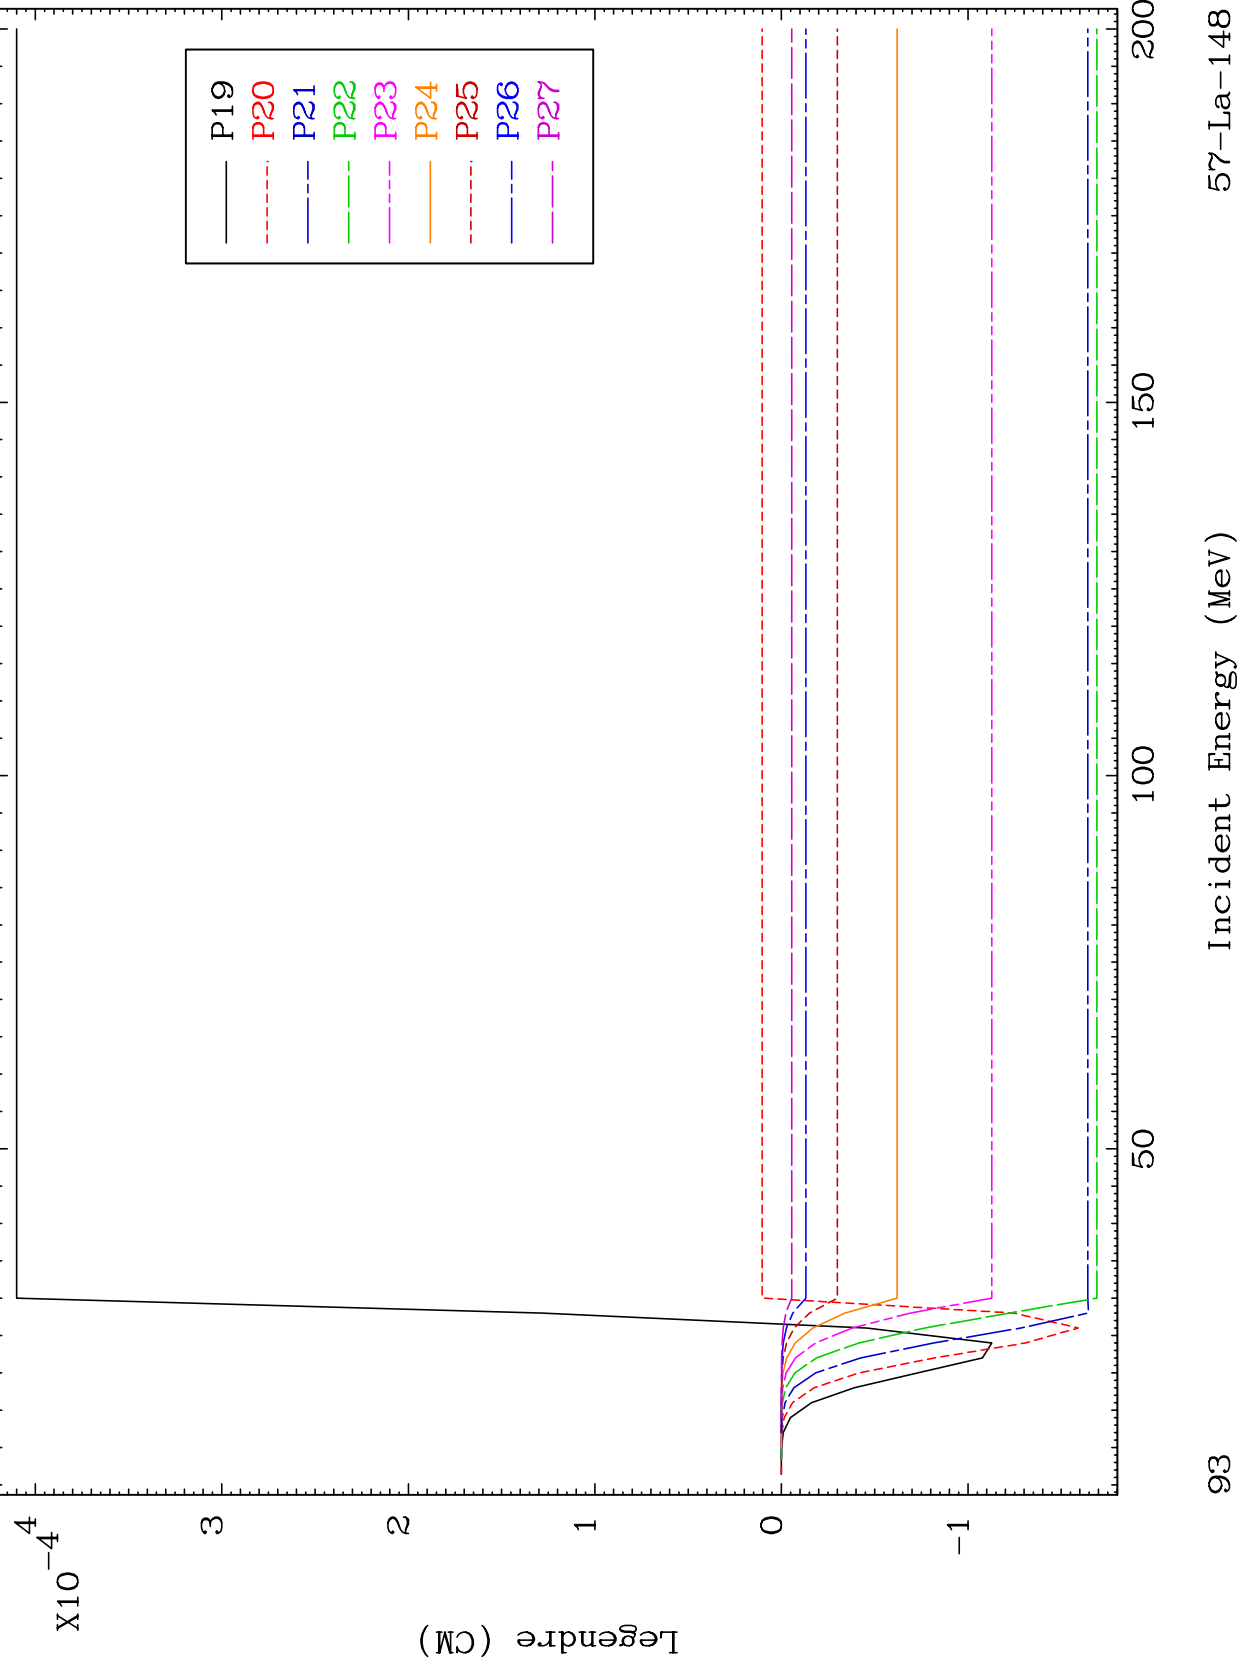 X10-4
4
3
2
1
0
-1
Legendre (CM)
P19
P20
P21
P22
P23
P24
P25
P26
P27
50
100
150
200
93
Incident Energy (MeV)
57-La-148